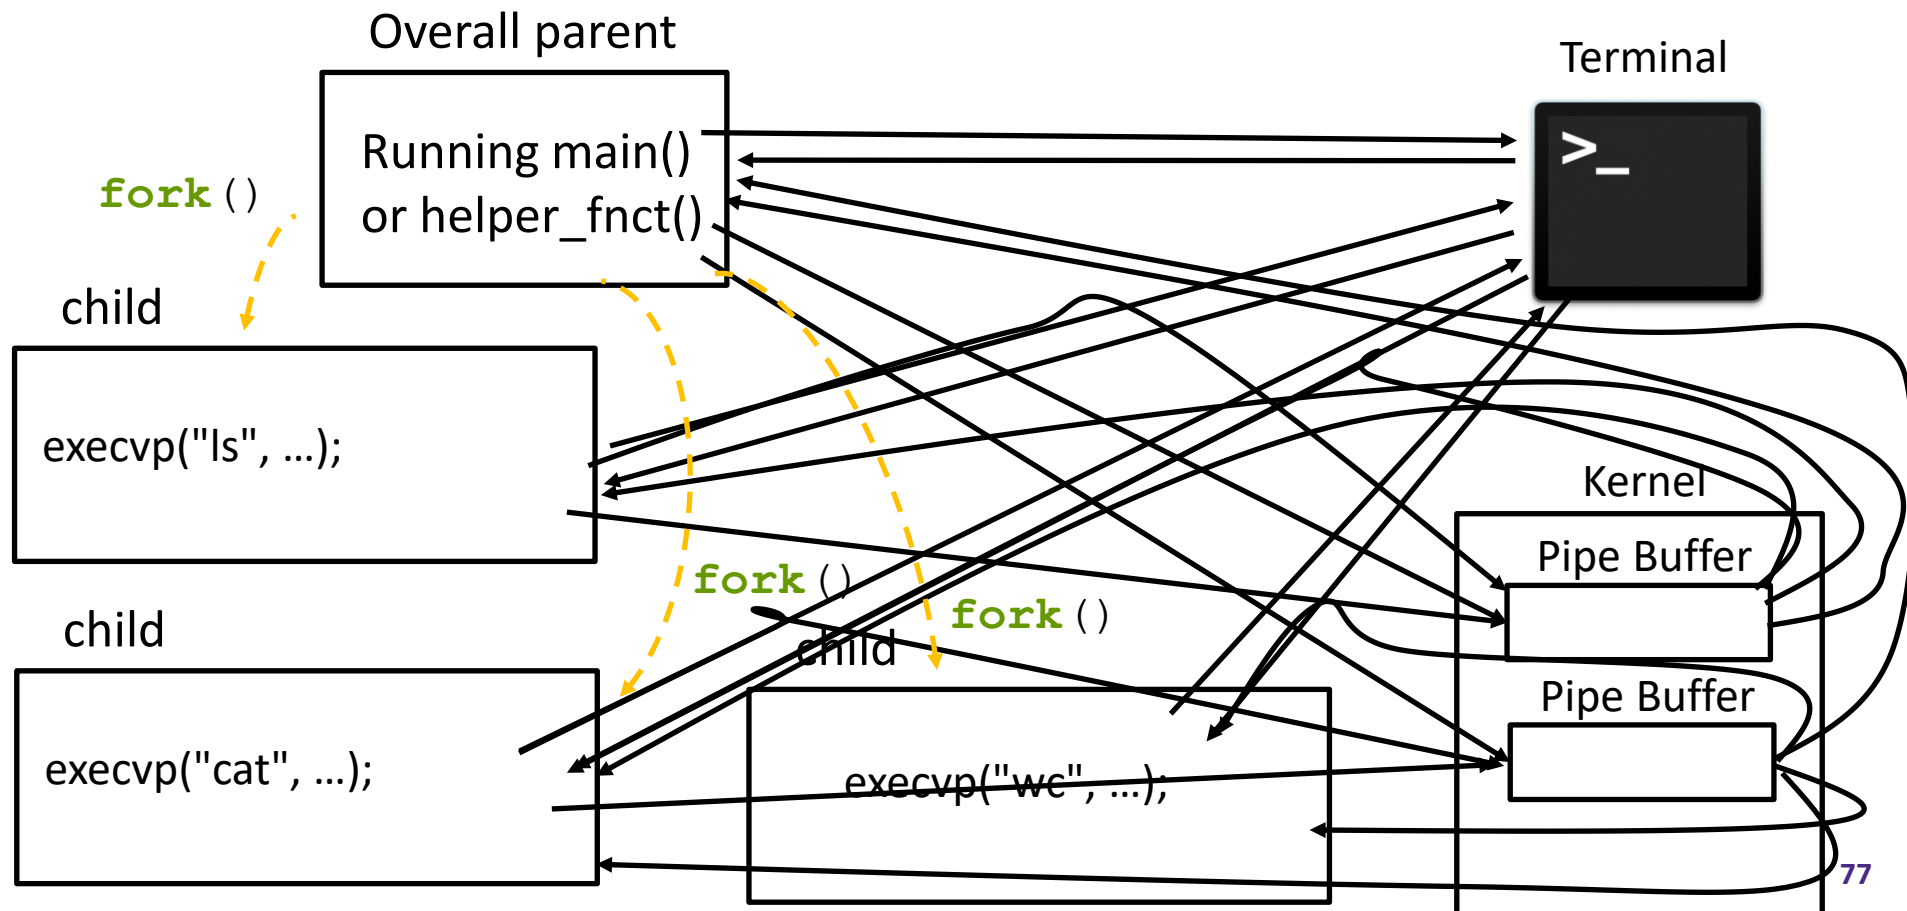 Overall parent
Terminal
>_
Running main()
or helper_fnct()
fork()
child
execvp("ls", …);
Kernel
Pipe Buffer
fork()
fork()
child
child
Pipe Buffer
execvp("cat", …);
execvp("wc", …);
77